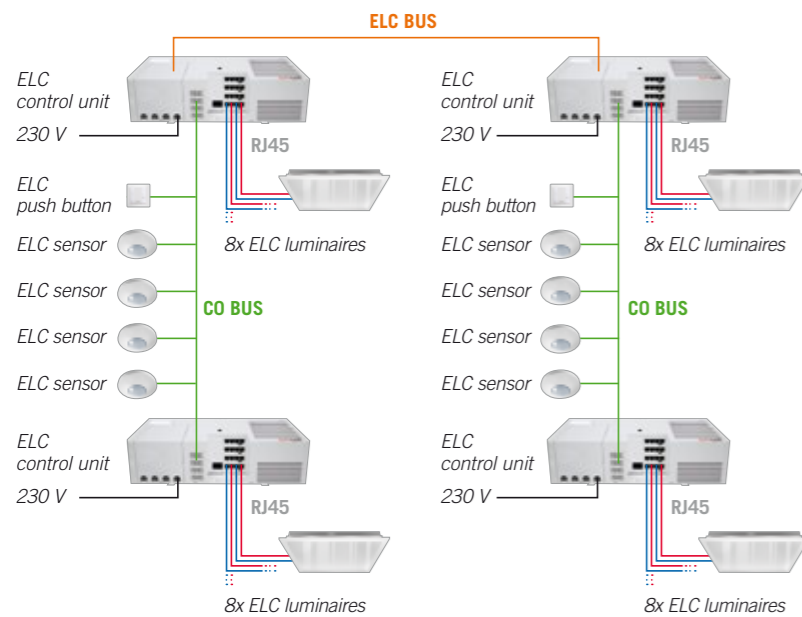 ELC BUS
ELC
control unit
230 V
RJ45
ELC
push button
ELC sensor
8x ELC luminaires
ELC sensor
CO BUS
ELC sensor
ELC sensor
ELC
control unit
230 V
RJ45
8x ELC luminaires
ELC
control unit
230 V
RJ45
ELC
push button
ELC sensor
8x ELC luminaires
ELC sensor
CO BUS
ELC sensor
ELC sensor
ELC
control unit
230 V
RJ45
8x ELC luminaires